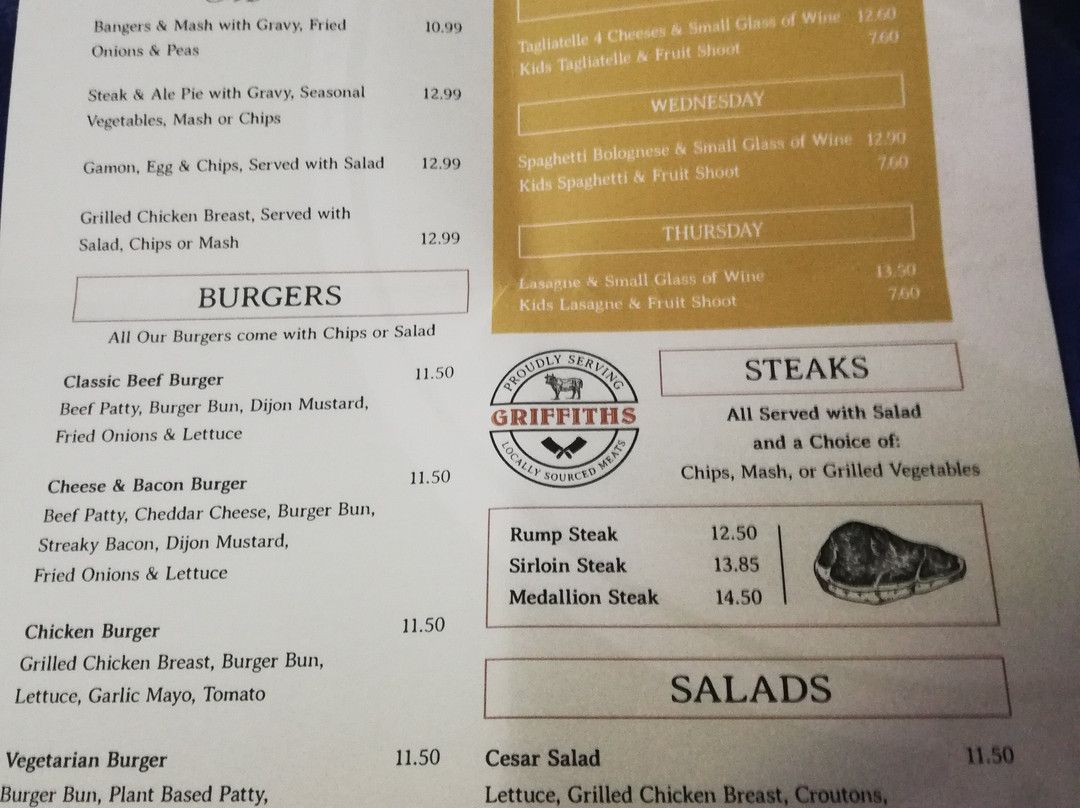 Bangers & Mash with Gravy, Fried 10.99
Onions & Peas
Steak & Ale Pie with Gravy, Seasonal 12.99
Vegetables, Mash or Chips
Gamon, Egg & Chips, Served with Salad 12.99
Grilled Chicken Breast, Served with
Salad, Chips or Mash 12.99
BURGERS
All Our Burgers come with Chips or Salad
Classic Beef Burger 11.50
Beef Patty, Burger Bun, Dijon Mustard,
Fried Onions & Lettuce
Cheese & Bacon Burger 11.50
Beef Patty, Cheddar Cheese, Burger Bun,
Streaky Bacon, Dijon Mustard,
Fried Onions & Lettuce
Chicken Burger 11.50
Grilled Chicken Breast, Burger Bun,
Lettuce, Garlic Mayo, Tomato
Vegetarian Burger 11.50
Burger Bun, Plant Based Patty,
Tagliatelle 4 Cheeses & Small Glass of Wine 12.60
Kids Tagliatelle & Fruit Shoot 7.60
WEDNESDAY
Spaghetti Bolognese & Small Glass of Wine 12.90
Kids Spaghetti & Fruit Shoot 7.60
THURSDAY
Lasagne & Small Glass of Wine 13.50
Kids Lasagne & Fruit Shoot 7.60
PROUDLY SERVING
GRIFFITHS
LOCALLY SOURCED MEATS
STEAKS
All Served with Salad
and a Choice of:
Chips, Mash, or Grilled Vegetables
Rump Steak 12.50
Sirloin Steak 13.85
Medallion Steak 14.50
SALADS
Cesar Salad 11.50
Lettuce, Grilled Chicken Breast, Croutons,